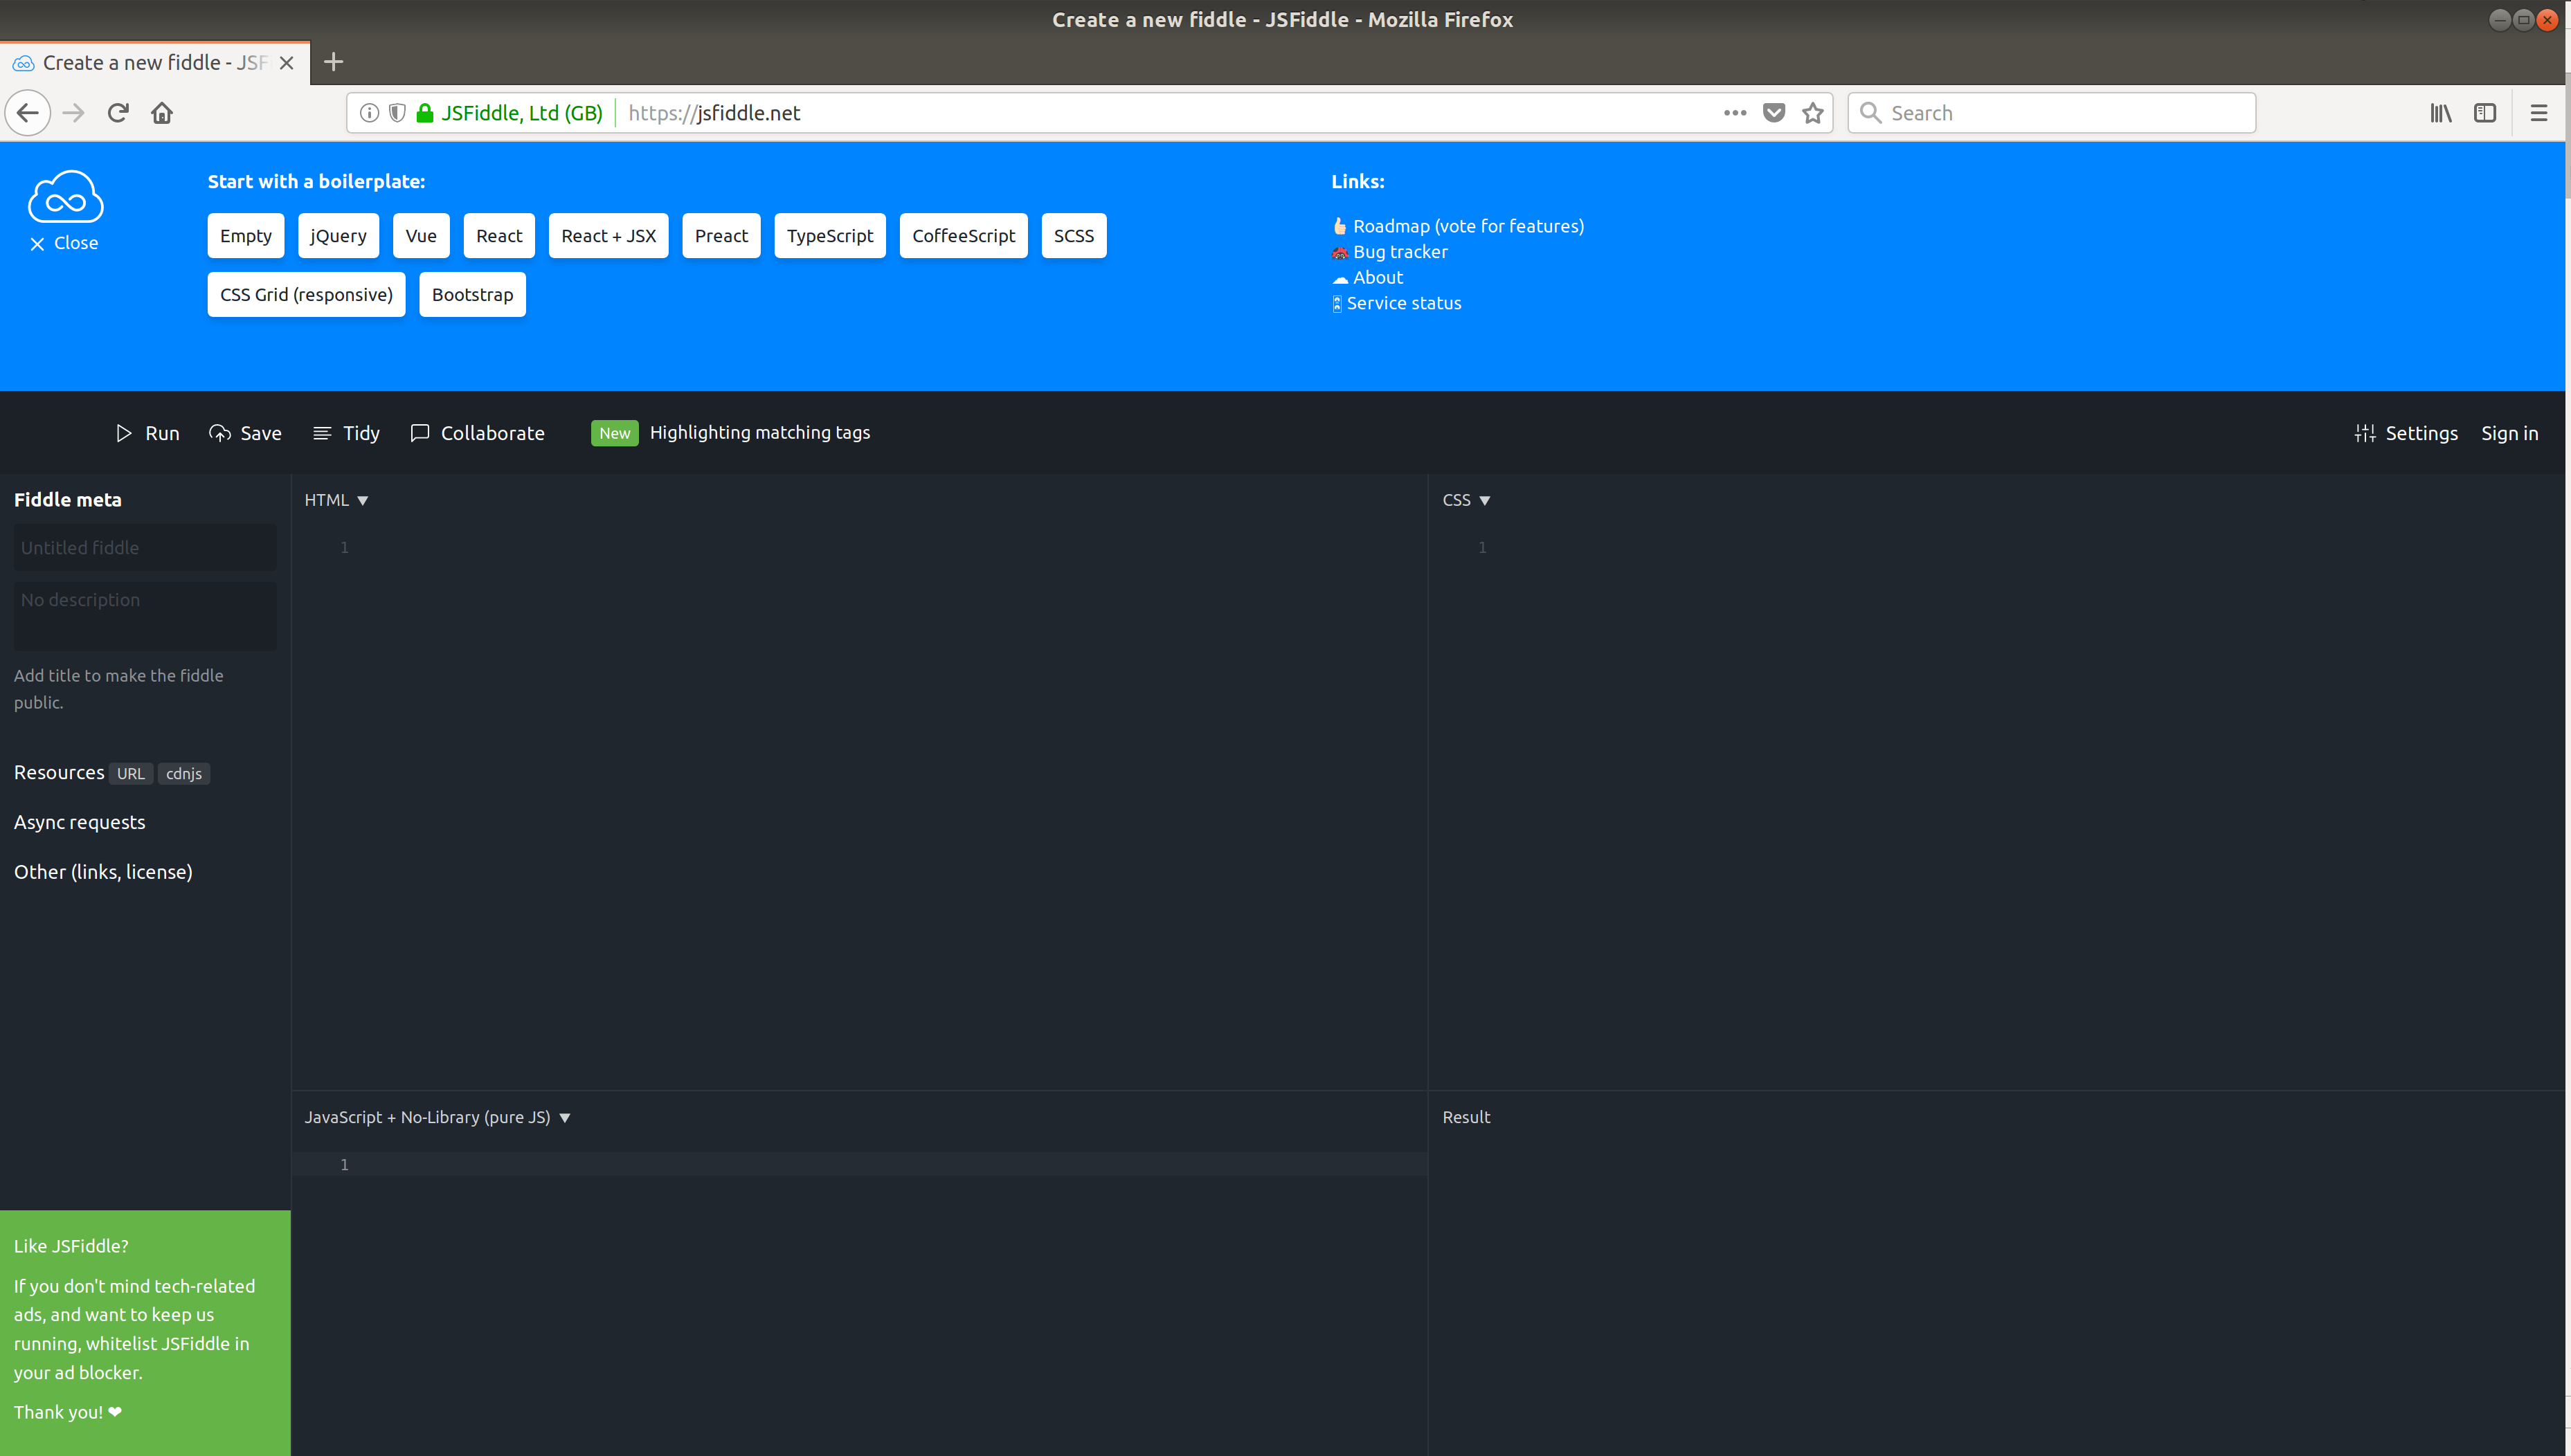 Create a new fiddle - JSFiddle - Mozilla Firefox
Create a new fiddle - JSF
JSFiddle, Ltd (GB) https://jsfiddle.net
Search
Start with a boilerplate:
Links:
Close
Empty jQuery Vue React React + JSX Preact TypeScript CoffeeScript SCSS
CSS Grid (responsive) Bootstrap
Roadmap (vote for features)
Bug tracker
About
Service status
Run Save Tidy Collaborate New Highlighting matching tags Settings Sign in
Fiddle meta
Untitled fiddle
No description
Add title to make the fiddle
public.
Resources URL cdnjs
Async requests
Other (links, license)
HTML ▼
1
CSS ▼
1
JavaScript + No-Library (pure JS) ▼
1
Result
Like JSFiddle?
If you don't mind tech-related
ads, and want to keep us
running, whitelist JSFiddle in
your ad blocker.
Thank you! ❤